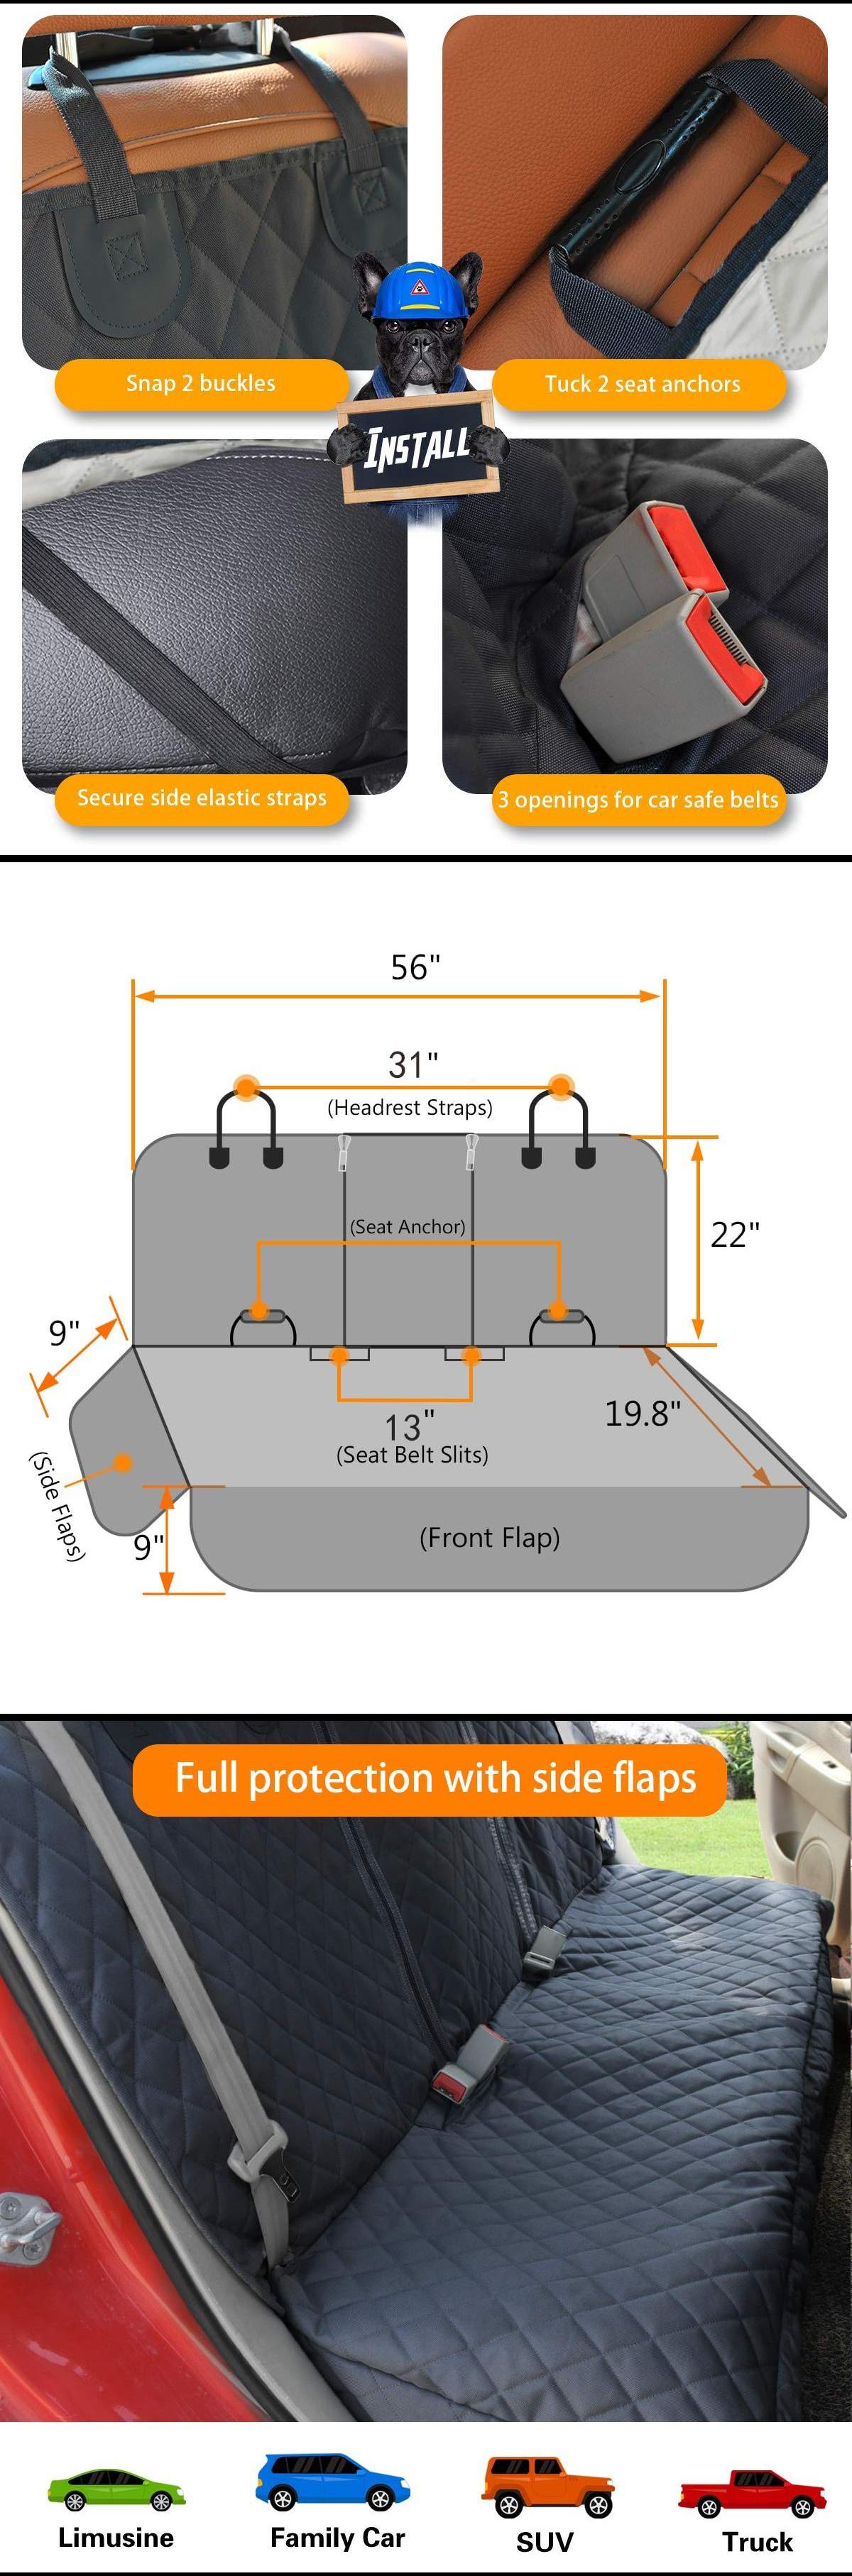 Snap 2 buckles
Tuck 2 seat anchors
INSTALL
Secure side elastic straps
3 openings for car safe belts
56"
31"
(Headrest Straps)
(Seat Anchor)
22"
9"
19.8"
13"
(Seat Belt Slits)
(Side Flaps)
9"
(Front Flap)
Full protection with side flaps
Limusine
Family Car
SUV
Truck